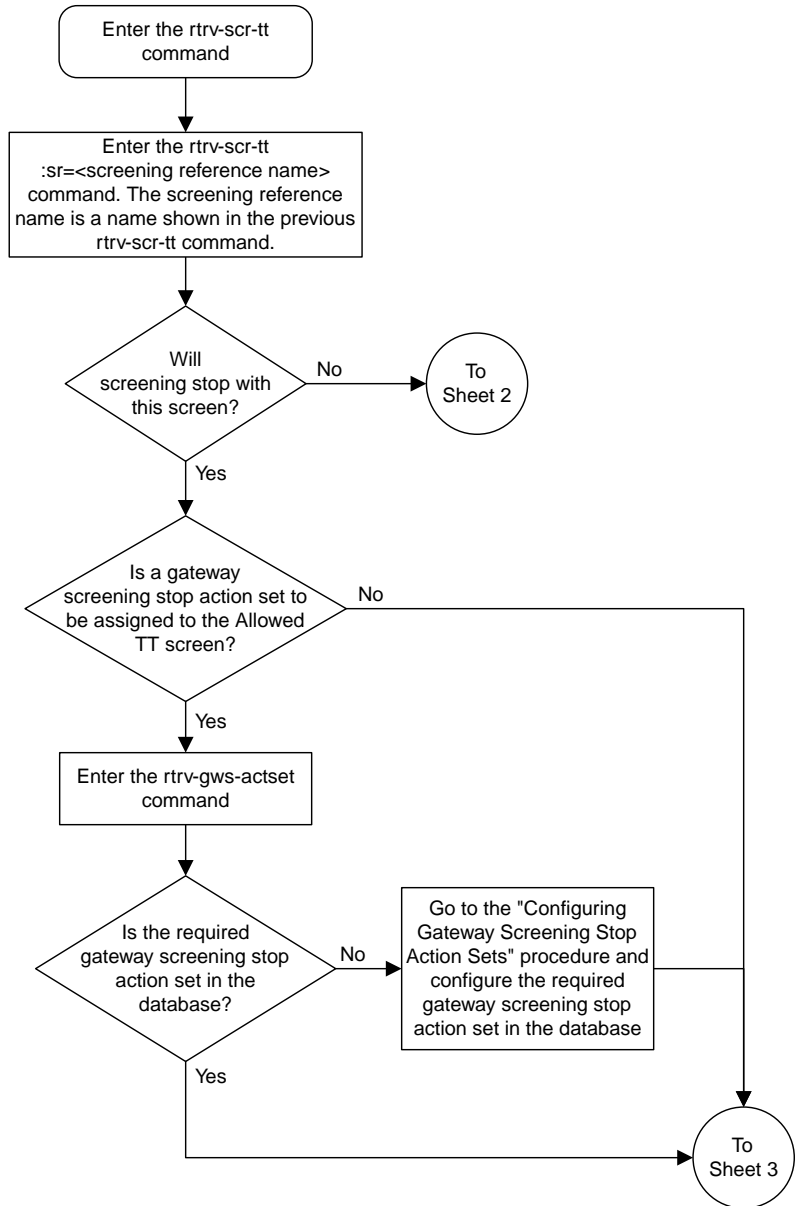 Enter the rtrv-scr-tt
command
Enter the rtrv-scr-tt
:sr=<screening reference name>
command. The screening reference
name is a name shown in the previous
rtrv-scr-tt command.
Will
screening stop with
this screen?
No
To
Sheet 2
Yes
Is a gateway
screening stop action set to
be assigned to the Allowed
TT screen?
No
Yes
Enter the rtrv-gws-actset
command
Is the required
gateway screening stop
action set in the
database?
No
Go to the "Configuring
Gateway Screening Stop
Action Sets" procedure and
configure the required
gateway screening stop
action set in the database
Yes
To
Sheet 3